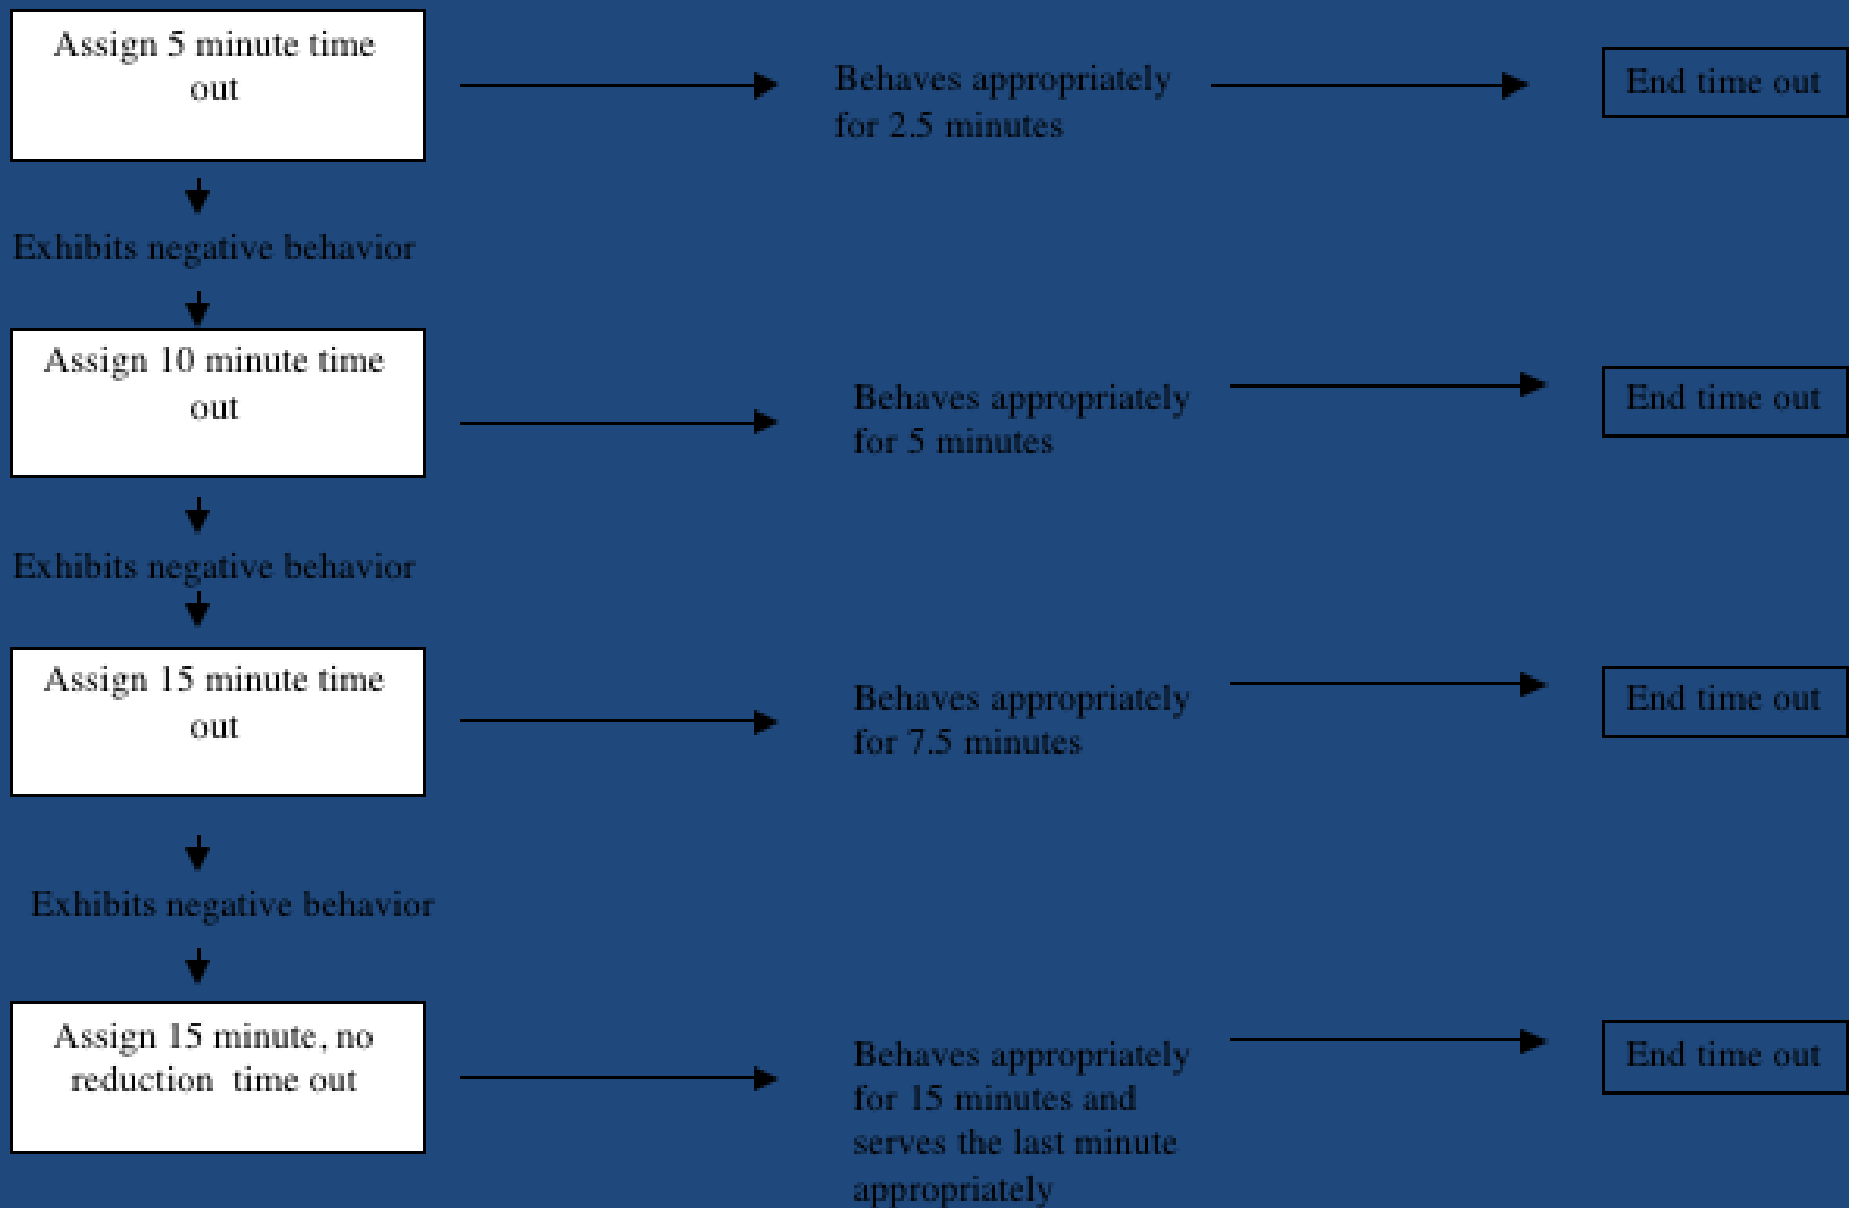 Assign 5 minute time
out
Behaves appropriately
for 2.5 minutes
End time out
Exhibits negative behavior
Assign 10 minute time
out
Behaves appropriately
for 5 minutes
End time out
Exhibits negative behavior
Assign 15 minute time
out
Behaves appropriately
for 7.5 minutes
End time out
Exhibits negative behavior
Assign 15 minute, no
reduction time out
Behaves appropriately
for 15 minutes and
serves the last minute
appropriately
End time out